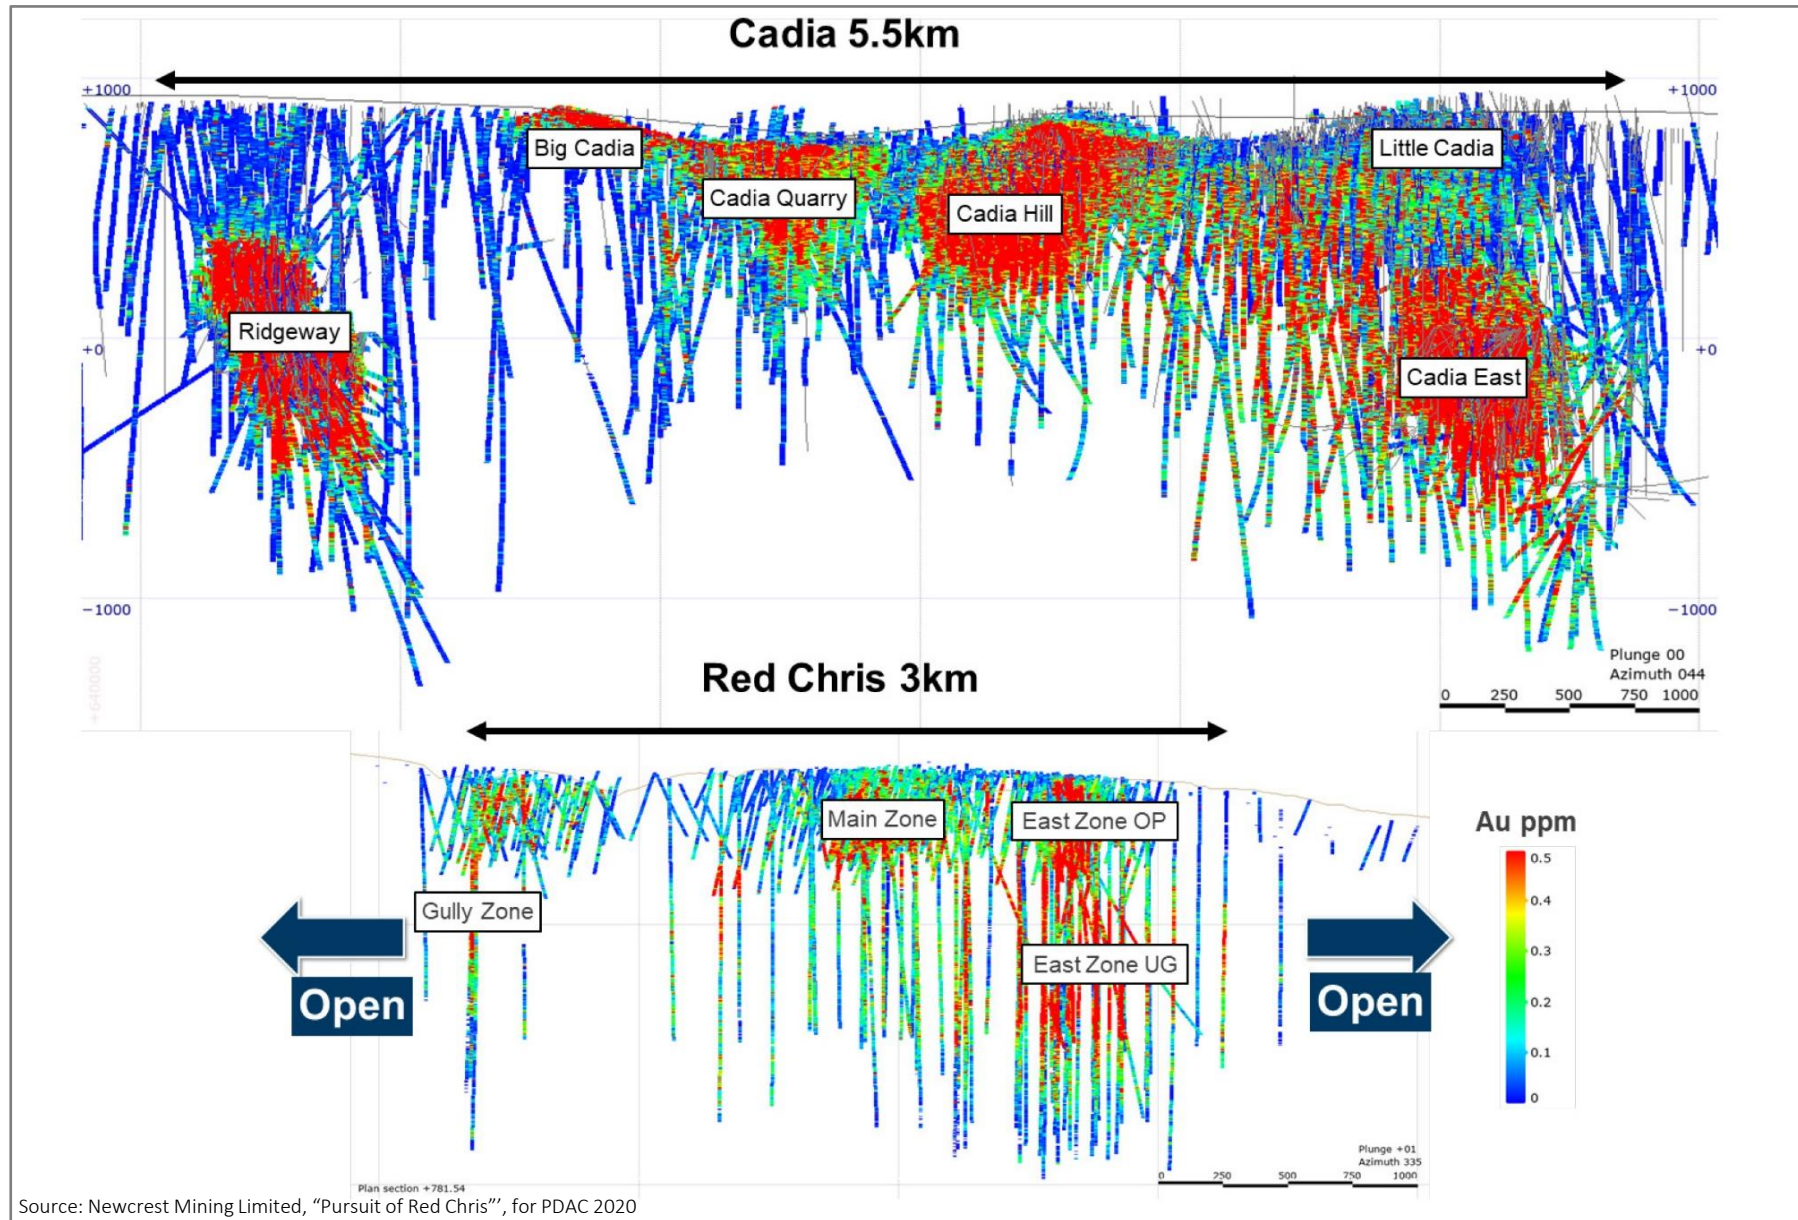 Cadia 5.5km
+1000
+1000
Big Cadia
Little Cadia
Cadia Quarry
Cadia Hill
Ridgeway
+0
+0
Cadia East
−1000
−1000
+640000
Plunge 00
Azimuth 044
0 250 500 750 1000
Red Chris 3km
Main Zone
East Zone OP
Au ppm
0.5
0.4
0.3
0.2
0.1
0
Gully Zone
East Zone UG
Open
Open
Plunge +01
Azimuth 335
0 250 500 750 1000
Plan section +781.54
Source: Newcrest Mining Limited, “Pursuit of Red Chris”’, for PDAC 2020